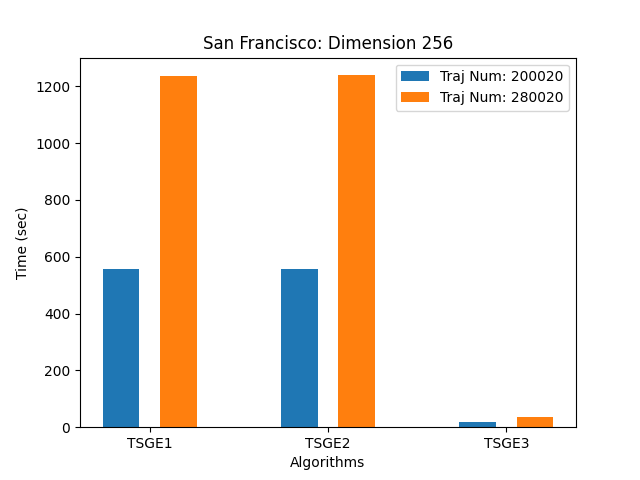 San Francisco: Dimension 256
Traj Num: 200020
Traj Num: 280020
1200
1000
800
600
400
200
0
Time (sec)
TSGE1
TSGE2
TSGE3
Algorithms